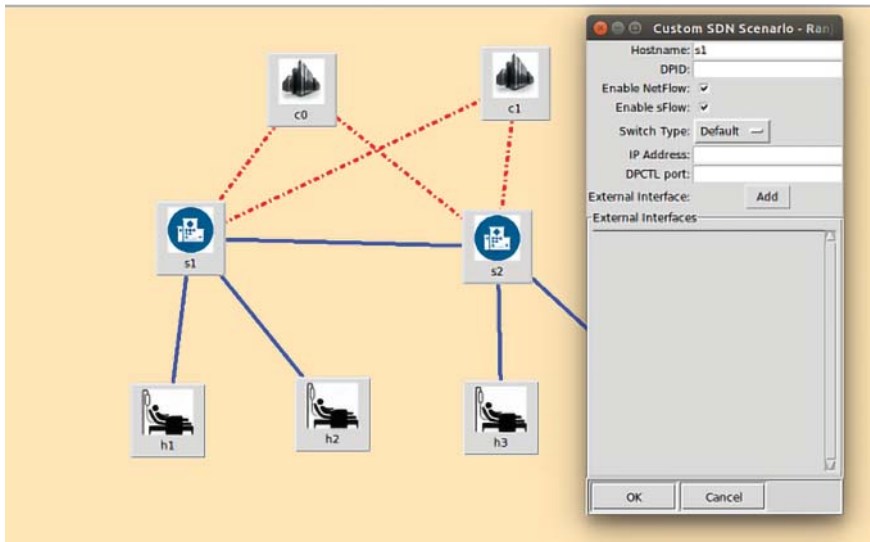 c0
c1
s1
s2
h1
h2
h3
Custom SDN Scenario - Ran
Hostname: s1
DPID:
Enable NetFlow:
Enable sFlow:
Switch Type: Default
IP Address:
DPCTL port:
External Interface: Add
External Interfaces
OK Cancel